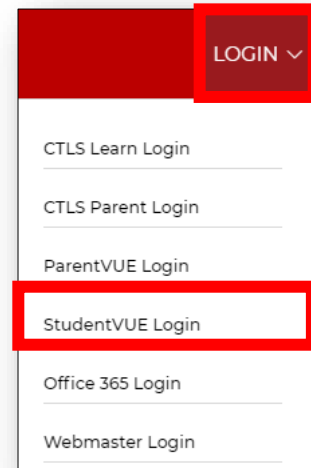 LOGIN
CTLS Learn Login
CTLS Parent Login
ParentVUE Login
StudentVUE Login
Office 365 Login
Webmaster Login